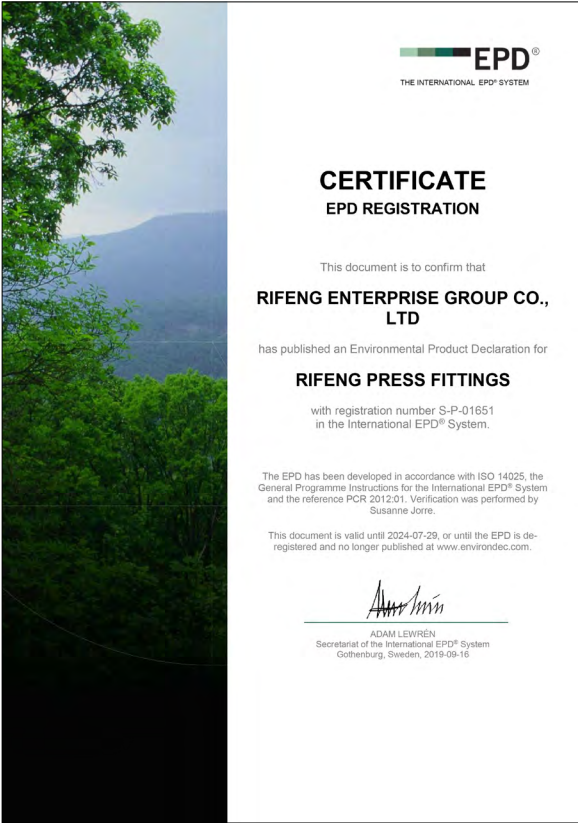 EPD®
THE INTERNATIONAL EPD® SYSTEM
CERTIFICATE
EPD REGISTRATION
This document is to confirm that
RIFENG ENTERPRISE GROUP CO.,
LTD
has published an Environmental Product Declaration for
RIFENG PRESS FITTINGS
with registration number S-P-01651
in the International EPD® System.
The EPD has been developed in accordance with ISO 14025, the
General Programme Instructions for the International EPD® System
and the reference PCR 2012:01. Verification was performed by
Susanne Jorre.
This document is valid until 2024-07-29, or until the EPD is de-
registered and no longer published at www.environdec.com.
ADAM LEWRÉN
Secretariat of the International EPD® System
Gothenburg, Sweden, 2019-09-16